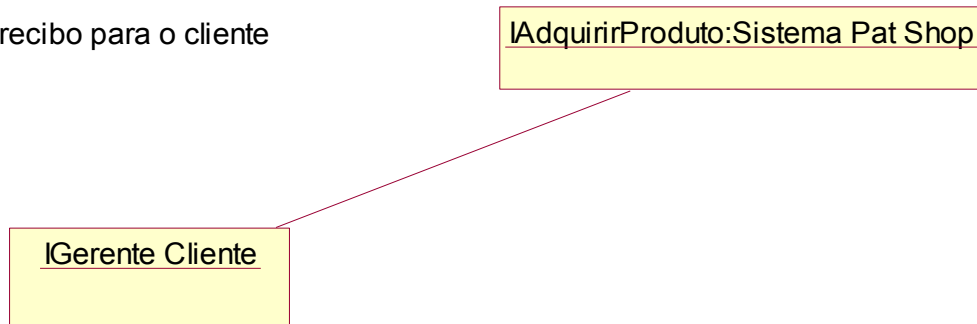 recibo para o cliente
IAdquirirProduto:Sistema Pat Shop
IGerente Cliente